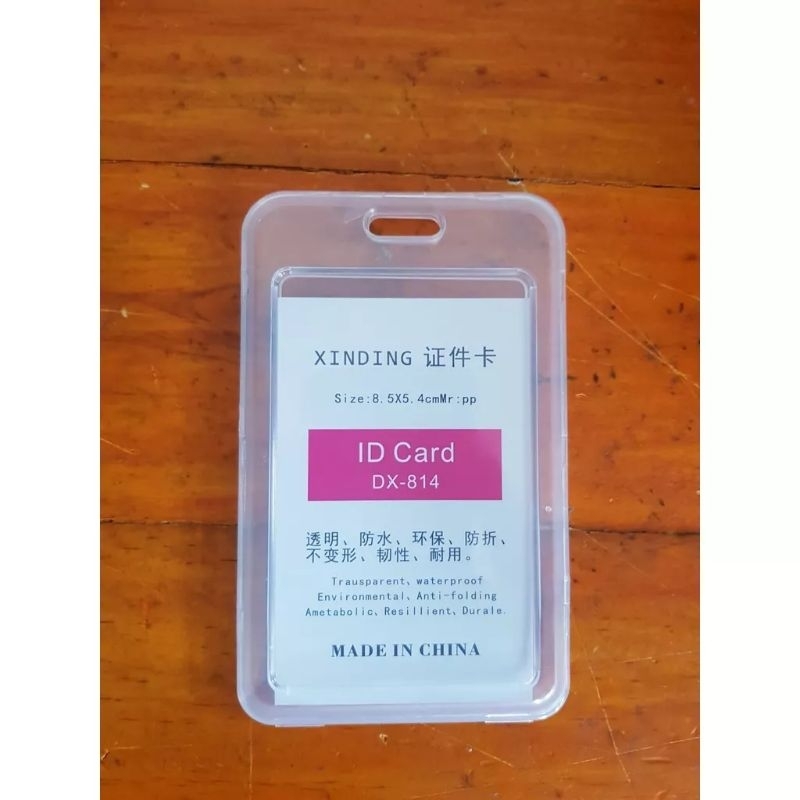 XINDING 证件卡
Size:8.5X5.4cmMr:pp
ID Card
DX-814
透明、防水、环保、防折、
不变形、韧性、耐用。
Trausparent、waterproof
Environmental、Anti-folding
Ametabolic、Resillient、Durale.
MADE IN CHINA